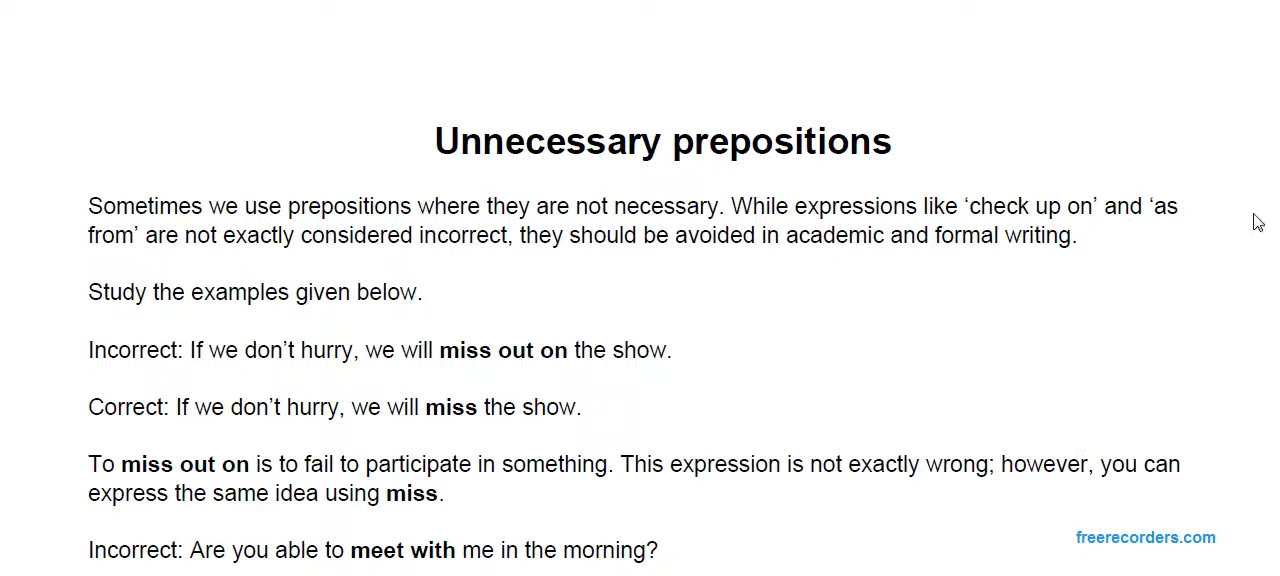 Unnecessary prepositions
Sometimes we use prepositions where they are not necessary. While expressions like ‘check up on’ and ‘as
from’ are not exactly considered incorrect, they should be avoided in academic and formal writing.
Study the examples given below.
Incorrect: If we don’t hurry, we will miss out on the show.
Correct: If we don’t hurry, we will miss the show.
To miss out on is to fail to participate in something. This expression is not exactly wrong; however, you can
express the same idea using miss.
freerecorders.com
Incorrect: Are you able to meet with me in the morning?